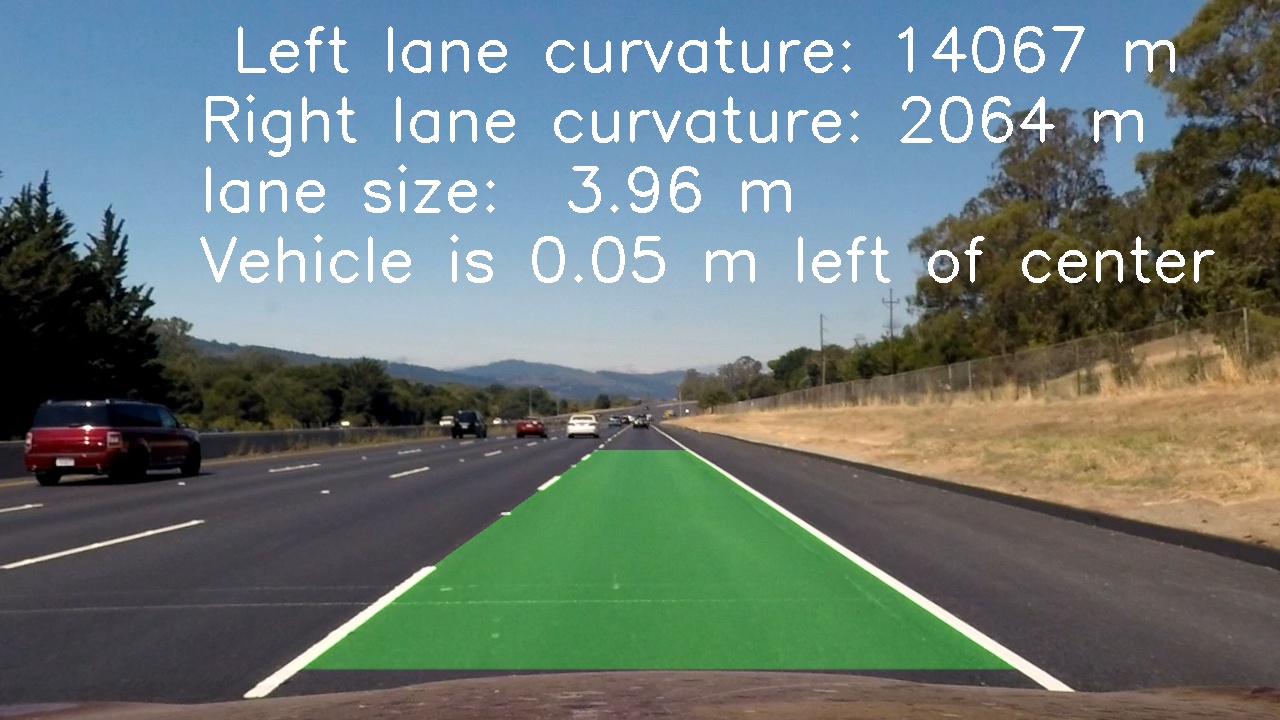 Left lane curvature: 14067 m
Right lane curvature: 2064 m
lane size: 3.96 m
Vehicle is 0.05 m left of center